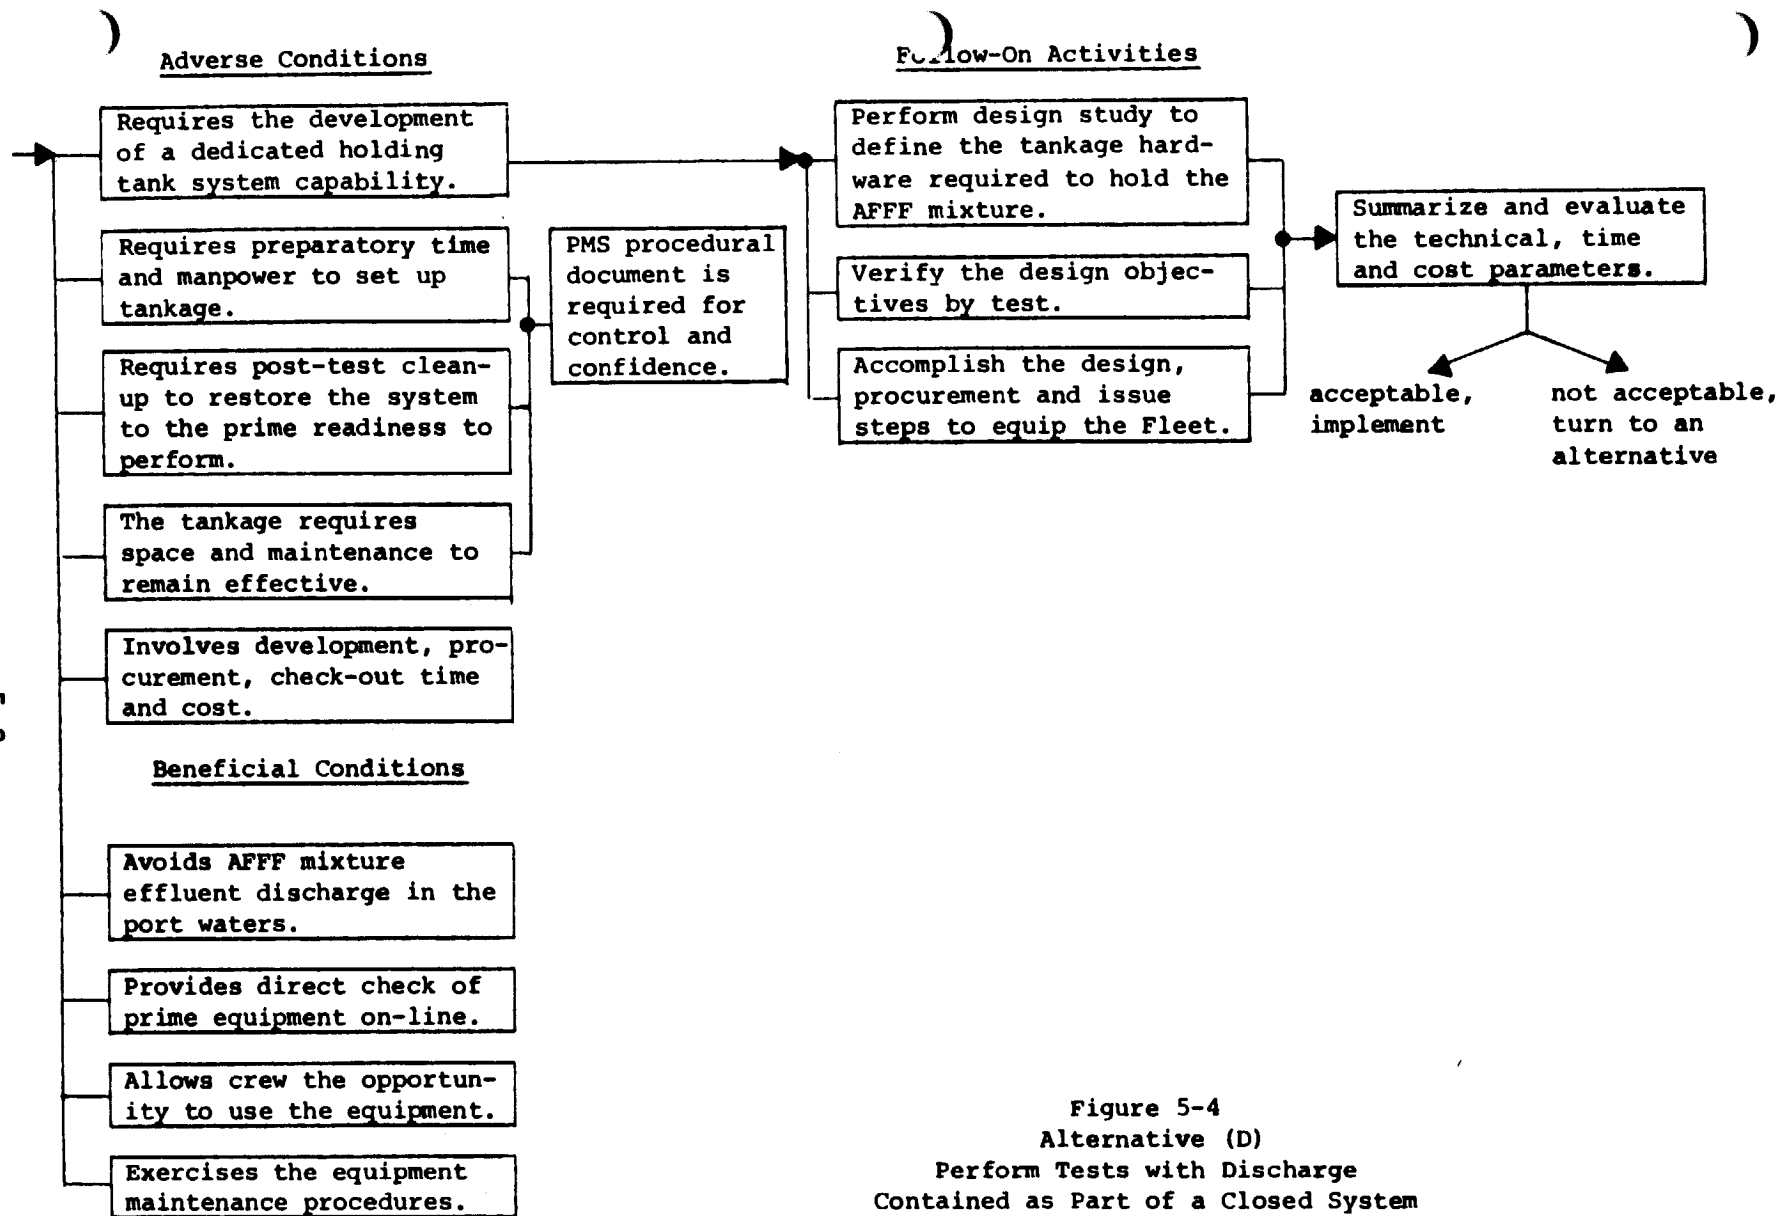 Adverse Conditions
Requires the development
of a dedicated holding
tank system capability.
Requires preparatory time
and manpower to set up
tankage.
Requires post-test clean-
up to restore the system
to the prime readiness to
perform.
The tankage requires
space and maintenance to
remain effective.
Involves development, pro-
curement, check-out time
and cost.
PMS procedural
document is
required for
control and
confidence.
Beneficial Conditions
Avoids AFFF mixture
effluent discharge in the
port waters.
Provides direct check of
prime equipment on-line.
Allows crew the opportun-
ity to use the equipment.
Exercises the equipment
maintenance procedures.
Follow-On Activities
Perform design study to
define the tankage hard-
ware required to hold the
AFFF mixture.
Verify the design objec-
tives by test.
Accomplish the design,
procurement and issue
steps to equip the Fleet.
Summarize and evaluate
the technical, time
and cost parameters.
acceptable,
implement
not acceptable,
turn to an
alternative
Figure 5-4
Alternative (D)
Perform Tests with Discharge
Contained as Part of a Closed System